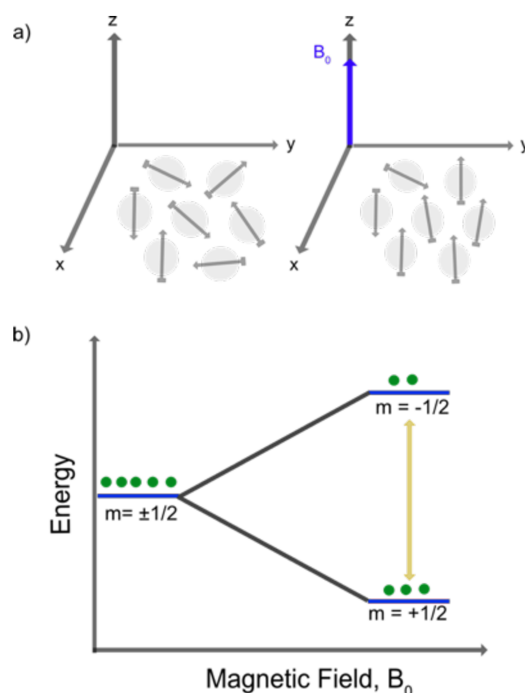 a)
z
y
x
z
B₀
y
x
b)
Energy
m= ±1/2
m = -1/2
m = +1/2
Magnetic Field, B₀